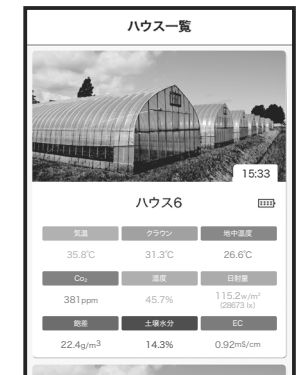 ハウス一覧
15:33
ハウス6
気温 クラウン 地中温度
35.8℃ 31.3℃ 26.6℃
Co₂ 湿度 日射量
381ppm 45.7% 115.2w/m²
(28673 lx)
飽差 土壌水分 EC
22.4g/m³ 14.3% 0.92mS/cm